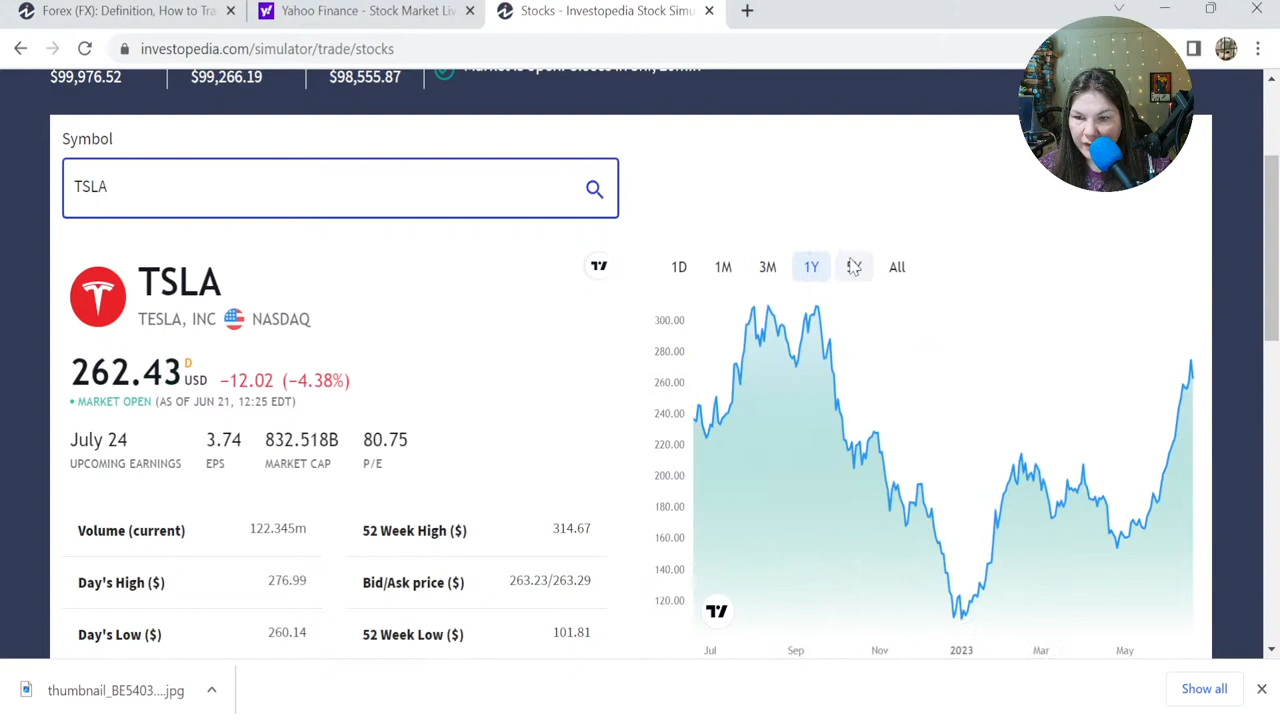 Forex (FX): Definition, How to Tra
Yahoo Finance - Stock Market Liv
Stocks - Investopedia Stock Simu
investopedia.com/simulator/trade/stocks
$99,976.52
$99,266.19
$98,555.87
Symbol
TSLA
TSLA
TESLA, INC NASDAQ
262.43 D USD −12.02 (−4.38%)
• MARKET OPEN (AS OF JUN 21, 12:25 EDT)
July 24 3.74 832.518B 80.75
UPCOMING EARNINGS EPS MARKET CAP P/E
Volume (current) 122.345m 52 Week High ($) 314.67
Day's High ($) 276.99 Bid/Ask price ($) 263.23/263.29
Day's Low ($) 260.14 52 Week Low ($) 101.81
1D 1M 3M 1Y All
300.00
280.00
260.00
240.00
220.00
200.00
180.00
160.00
140.00
120.00
Jul Sep Nov 2023 Mar May
thumbnail_BE5403....jpg
Show all